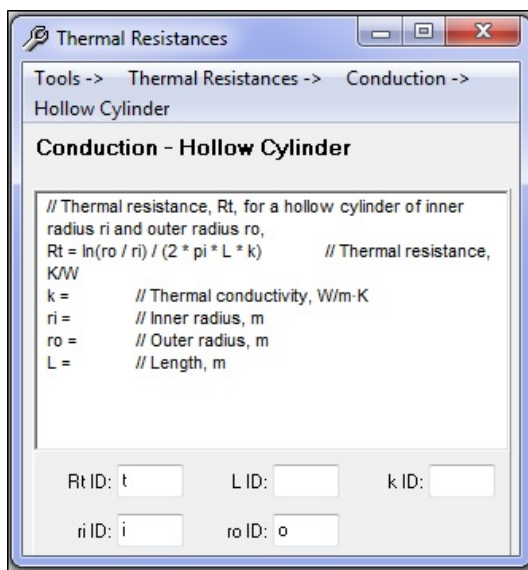 Thermal Resistances
Tools -> Thermal Resistances -> Conduction ->
Hollow Cylinder
Conduction - Hollow Cylinder
// Thermal resistance, Rt, for a hollow cylinder of inner
radius ri and outer radius ro,
Rt = ln(ro / ri) / (2 * pi * L * k) // Thermal resistance,
K/W
k = // Thermal conductivity, W/m·K
ri = // Inner radius, m
ro = // Outer radius, m
L = // Length, m
Rt ID: t L ID: k ID:
ri ID: i ro ID: o